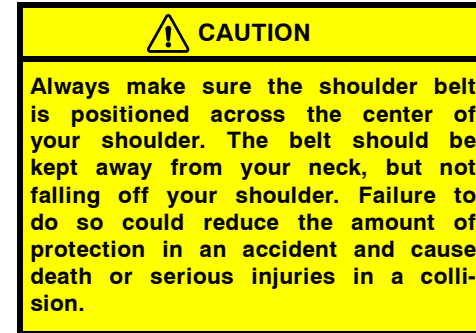 CAUTION
Always make sure the shoulder belt
is positioned across the center of
your shoulder. The belt should be
kept away from your neck, but not
falling off your shoulder. Failure to
do so could reduce the amount of
protection in an accident and cause
death or serious injuries in a colli-
sion.